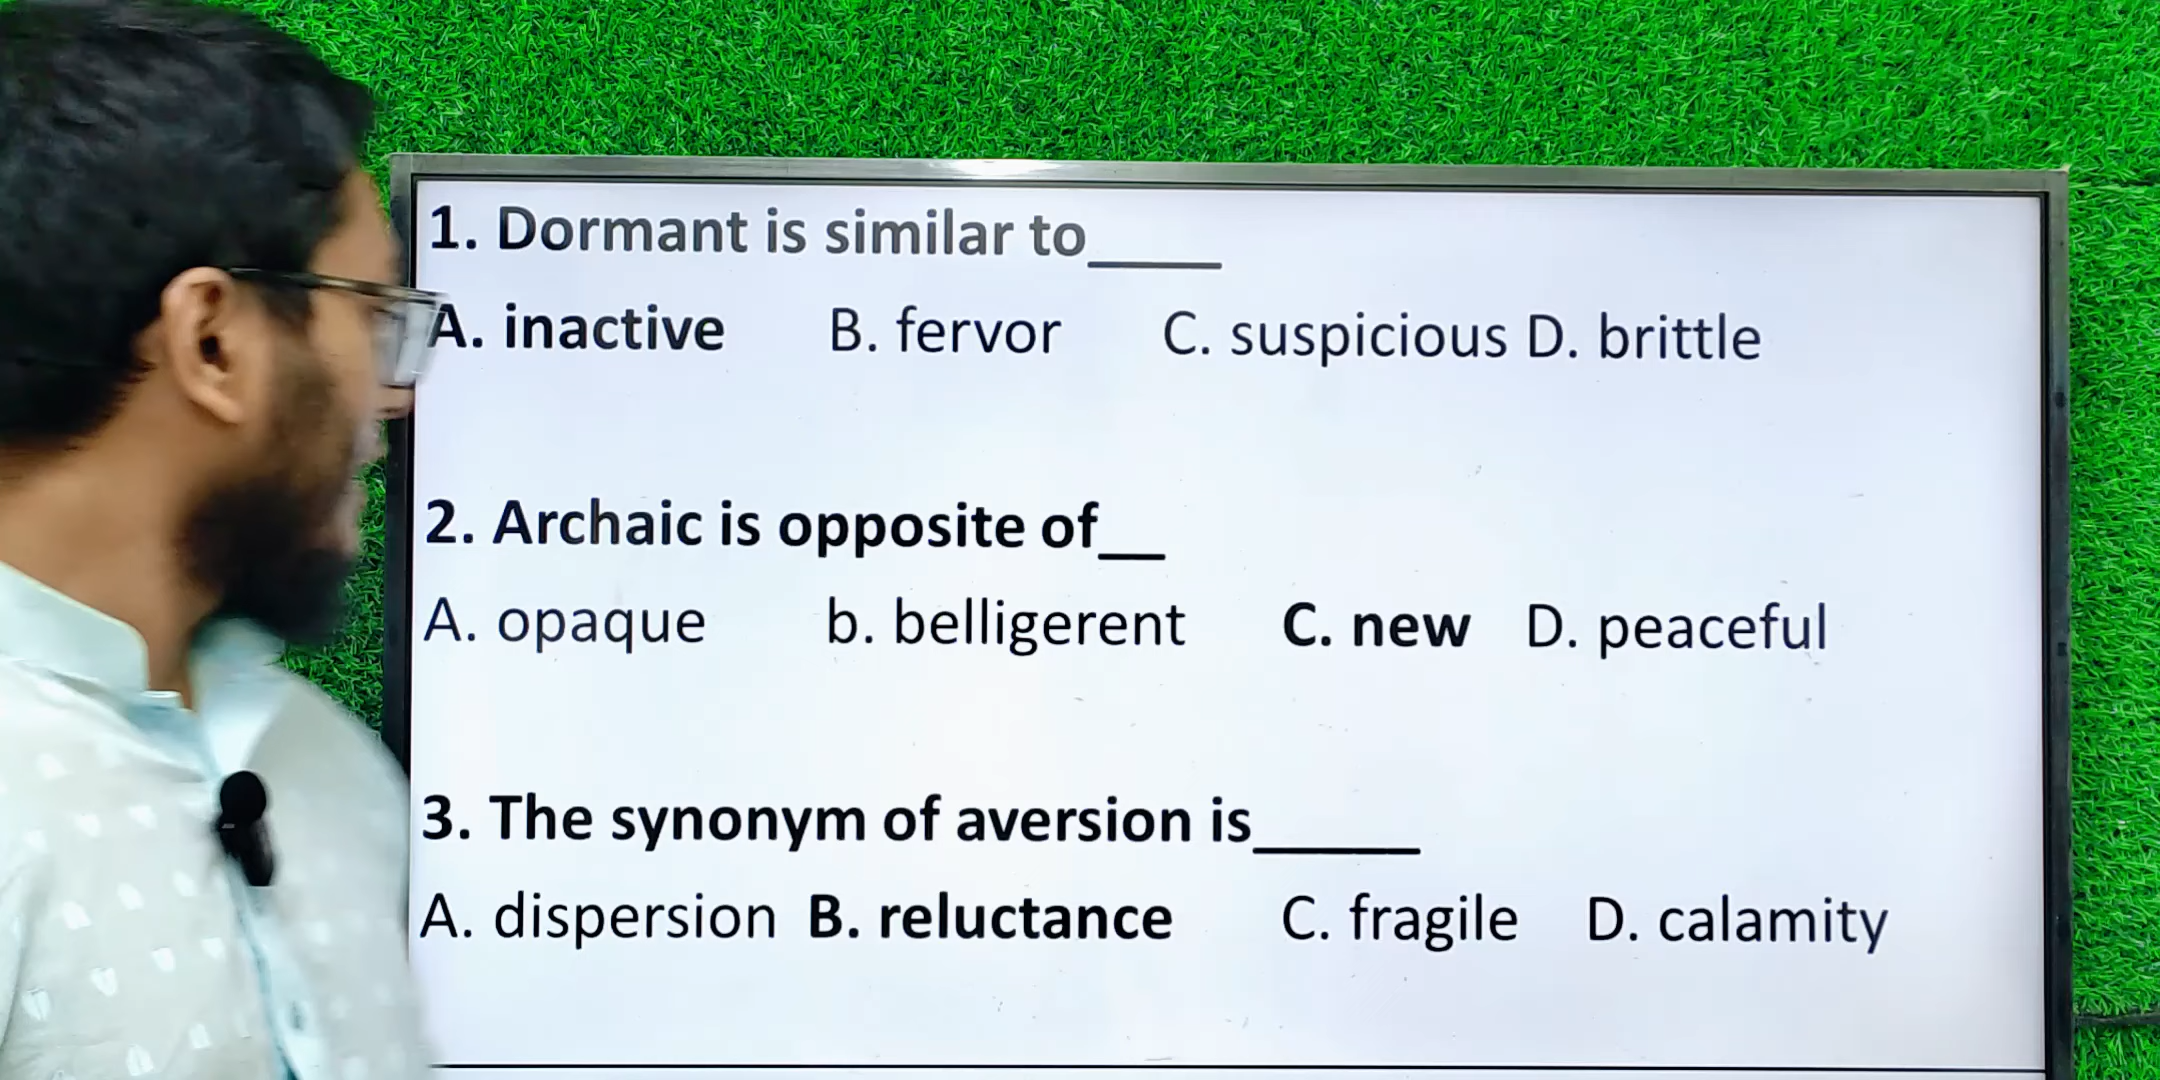 1. Dormant is similar to_____
A. inactive B. fervor C. suspicious D. brittle
2. Archaic is opposite of__
A. opaque b. belligerent C. new D. peaceful
3. The synonym of aversion is______
A. dispersion B. reluctance C. fragile D. calamity